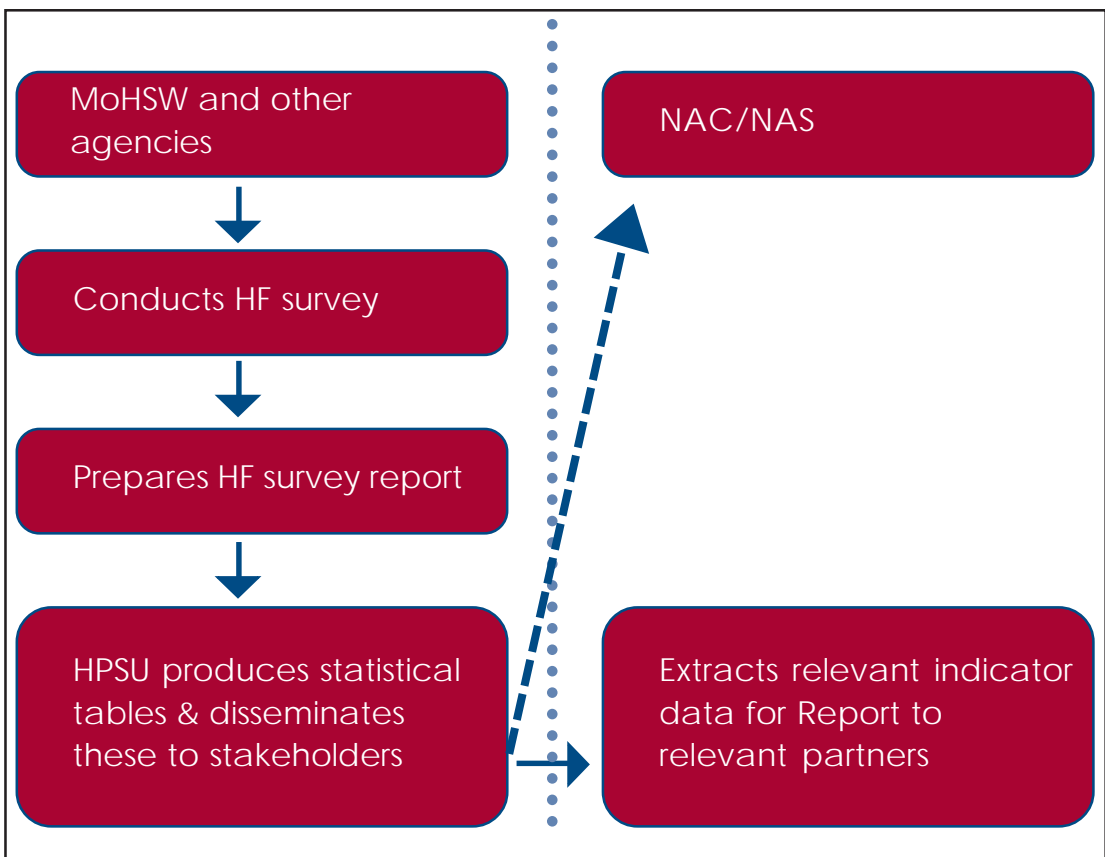 MoHSW and other
agencies
NAC/NAS
Conducts HF survey
Prepares HF survey report
HPSU produces statistical
tables & disseminates
these to stakeholders
Extracts relevant indicator
data for Report to
relevant partners